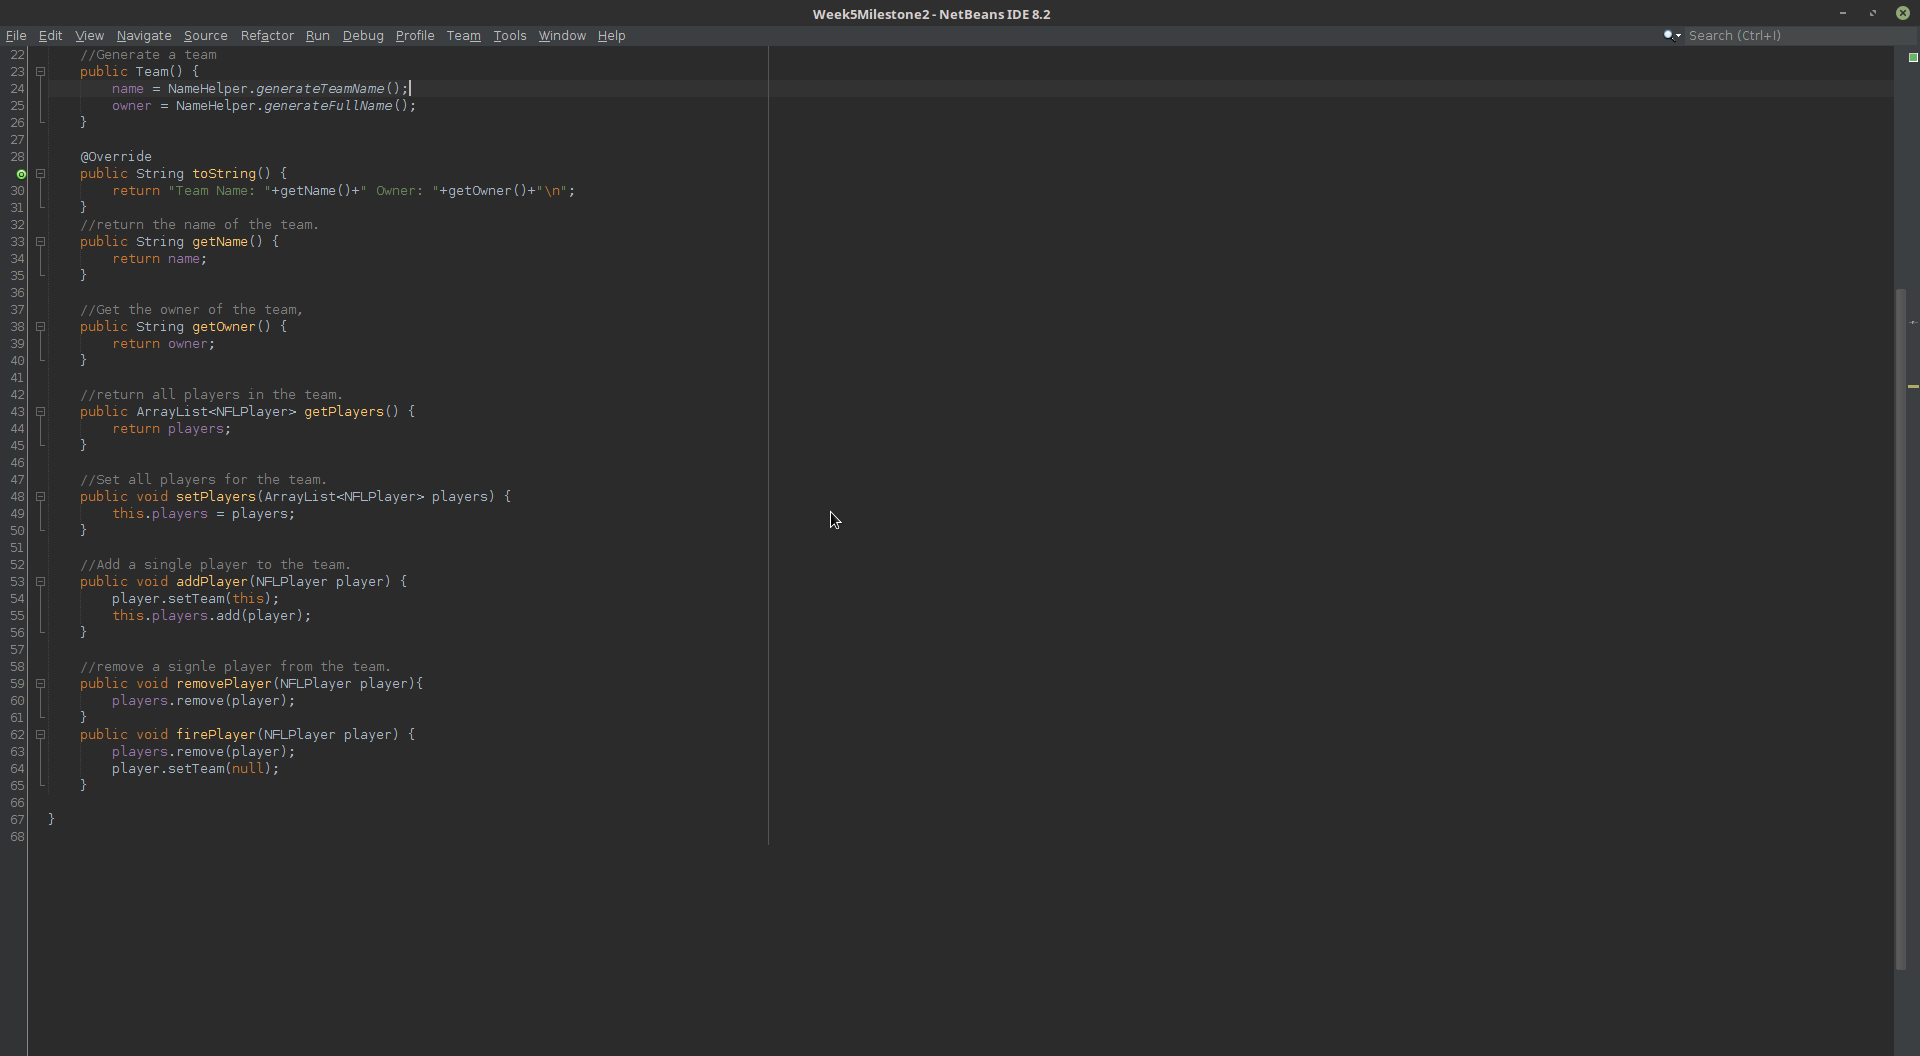 Week5Milestone2 - NetBeans IDE 8.2
File Edit View Navigate Source Refactor Run Debug Profile Team Tools Window Help Search (Ctrl+I)
22 //Generate a team
23 public Team() {
24 name = NameHelper.generateTeamName();
25 owner = NameHelper.generateFullName();
26 }
27
28 @Override
public String toString() {
30 return "Team Name: "+getName()+" Owner: "+getOwner()+"\n";
31 }
32 //return the name of the team.
33 public String getName() {
34 return name;
35 }
36
37 //Get the owner of the team,
38 public String getOwner() {
39 return owner;
40 }
41
42 //return all players in the team.
43 public ArrayList<NFLPlayer> getPlayers() {
44 return players;
45 }
46
47 //Set all players for the team.
48 public void setPlayers(ArrayList<NFLPlayer> players) {
49 this.players = players;
50 }
51
52 //Add a single player to the team.
53 public void addPlayer(NFLPlayer player) {
54 player.setTeam(this);
55 this.players.add(player);
56 }
57
58 //remove a signle player from the team.
59 public void removePlayer(NFLPlayer player){
60 players.remove(player);
61 }
62 public void firePlayer(NFLPlayer player) {
63 players.remove(player);
64 player.setTeam(null);
65 }
66
67 }
68